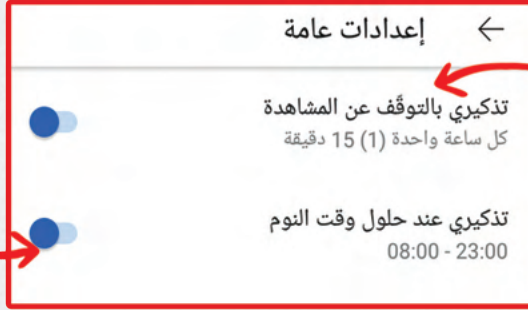 إعدادات عامة
تذكيري بالتوقّف عن المشاهدة
كل ساعة واحدة (1) 15 دقيقة
تذكيري عند حلول وقت النوم
08:00 - 23:00